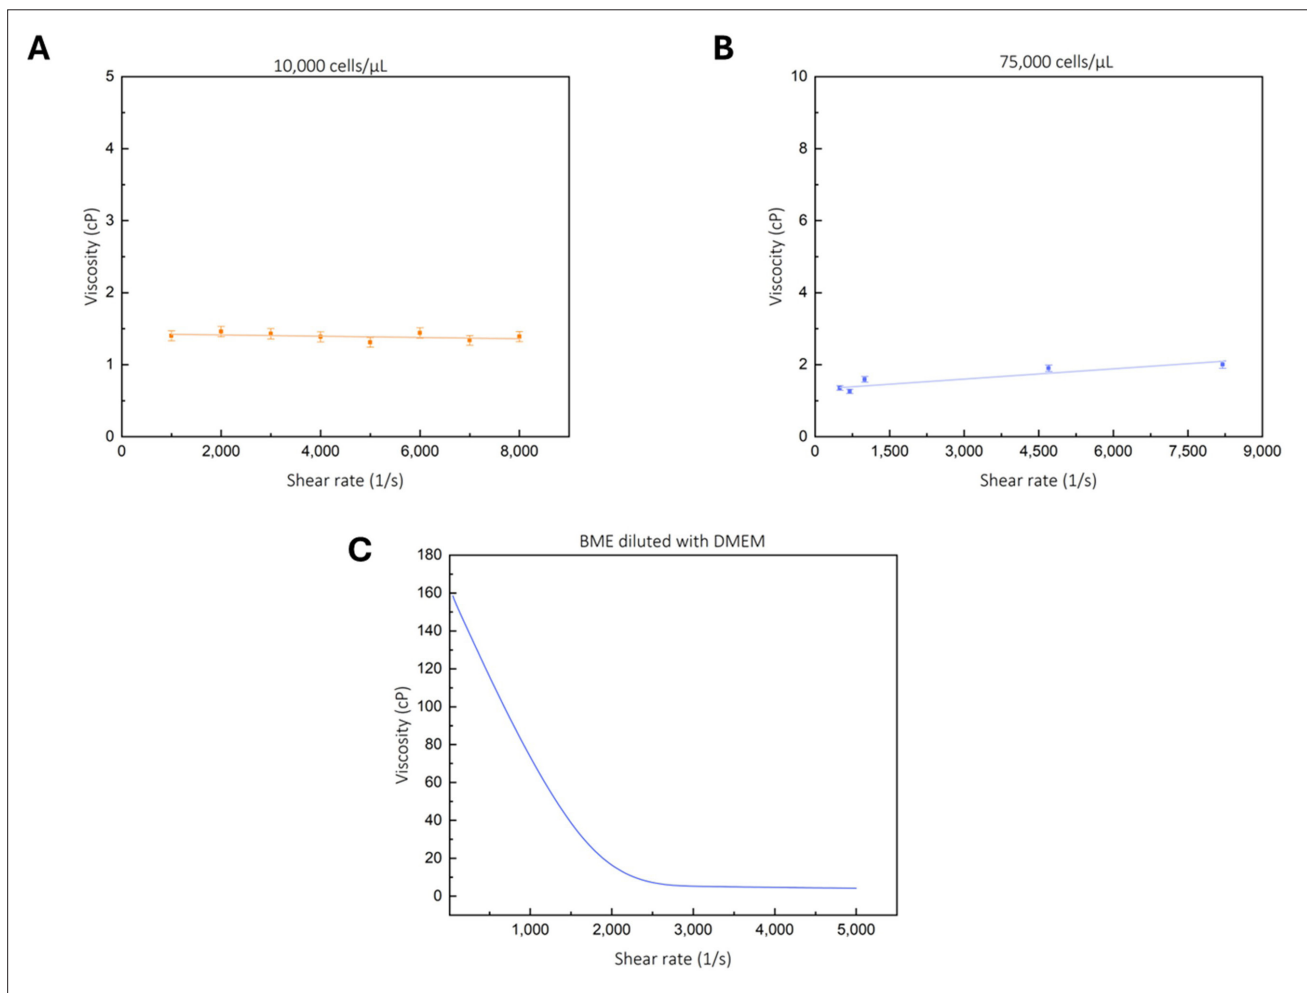 A
10,000 cells/µL
5
4
3
2
1
0
Viscosity (cP)
0 2,000 4,000 6,000 8,000
Shear rate (1/s)
B
75,000 cells/µL
10
8
6
4
2
0
Viscocity (cP)
0 1,500 3,000 4,500 6,000 7,500 9,000
Shear rate (1/s)
C
BME diluted with DMEM
180
160
140
120
100
80
60
40
20
0
Viscosity (cP)
1,000 2,000 3,000 4,000 5,000
Shear rate (1/s)